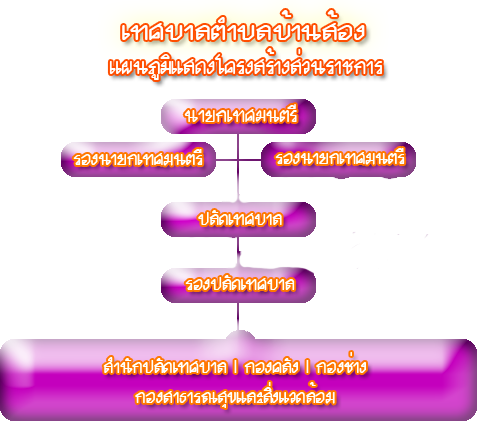 เทศบาลตำบลบ้านส้อง
แผนภูมิแสดงโครงสร้างส่วนราชการ
นายกเทศมนตรี
รองนายกเทศมนตรี รองนายกเทศมนตรี
ปลัดเทศบาล
รองปลัดเทศบาล
สำนักปลัดเทศบาล | กองคลัง | กองช่าง
กองสาธารณสุขและสิ่งแวดล้อม